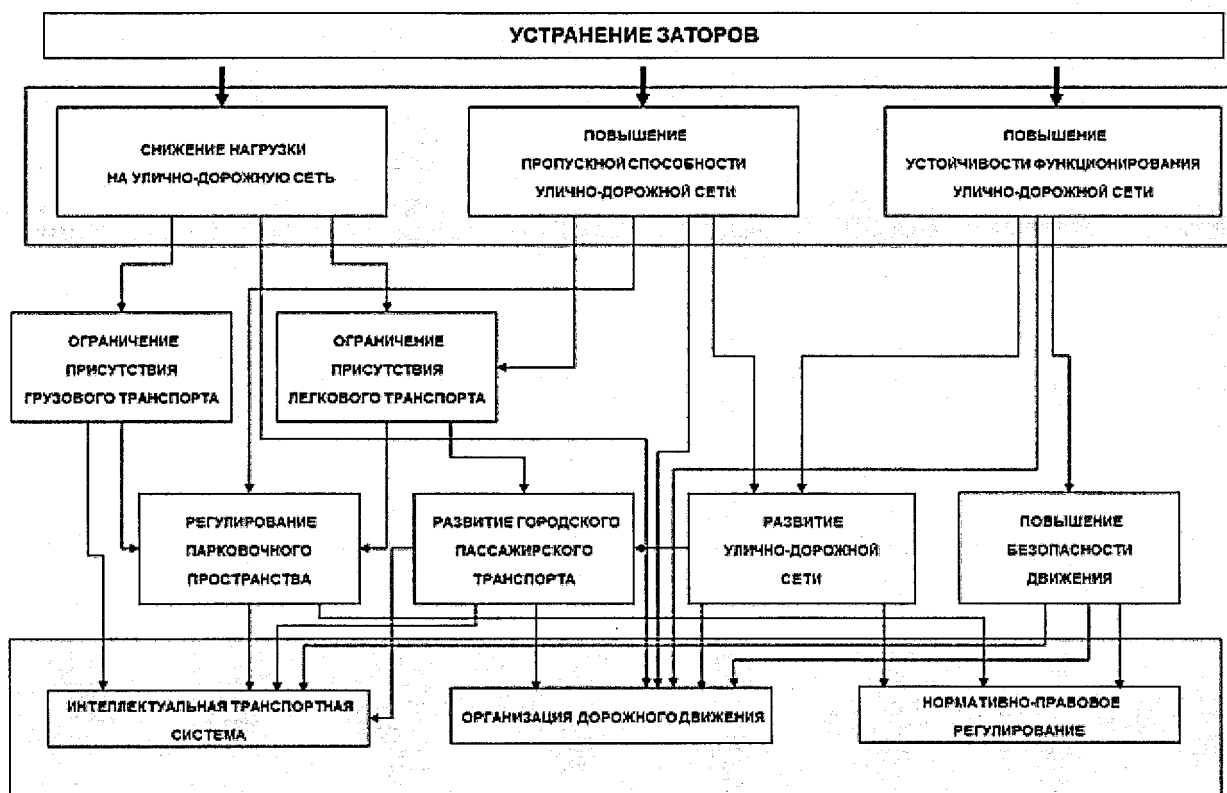 УСТРАНЕНИЕ ЗАТОРОВ
СНИЖЕНИЕ НАГРУЗКИ
НА УЛИЧНО-ДОРОЖНУЮ СЕТЬ
ПОВЫШЕНИЕ
ПРОПУСКНОЙ СПОСОБНОСТИ
УЛИЧНО-ДОРОЖНОЙ СЕТИ
ПОВЫШЕНИЕ
УСТОЙЧИВОСТИ ФУНКЦИОНИРОВАНИЯ
УЛИЧНО-ДОРОЖНОЙ СЕТИ
ОГРАНИЧЕНИЕ
ПРИСУТСТВИЯ
ГРУЗОВОГО ТРАНСПОРТА
ОГРАНИЧЕНИЕ
ПРИСУТСТВИЯ
ЛЕГКОВОГО ТРАНСПОРТА
РЕГУЛИРОВАНИЕ
ПАРКОВОЧНОГО
ПРОСТРАНСТВА
РАЗВИТИЕ ГОРОДСКОГО
ПАССАЖИРСКОГО
ТРАНСПОРТА
РАЗВИТИЕ
УЛИЧНО-ДОРОЖНОЙ
СЕТИ
ПОВЫШЕНИЕ
БЕЗОПАСНОСТИ
ДВИЖЕНИЯ
ИНТЕЛЛЕКТУАЛЬНАЯ ТРАНСПОРТНАЯ
СИСТЕМА
ОРГАНИЗАЦИЯ ДОРОЖНОГО ДВИЖЕНИЯ
НОРМАТИВНО-ПРАВОВОЕ
РЕГУЛИРОВАНИЕ